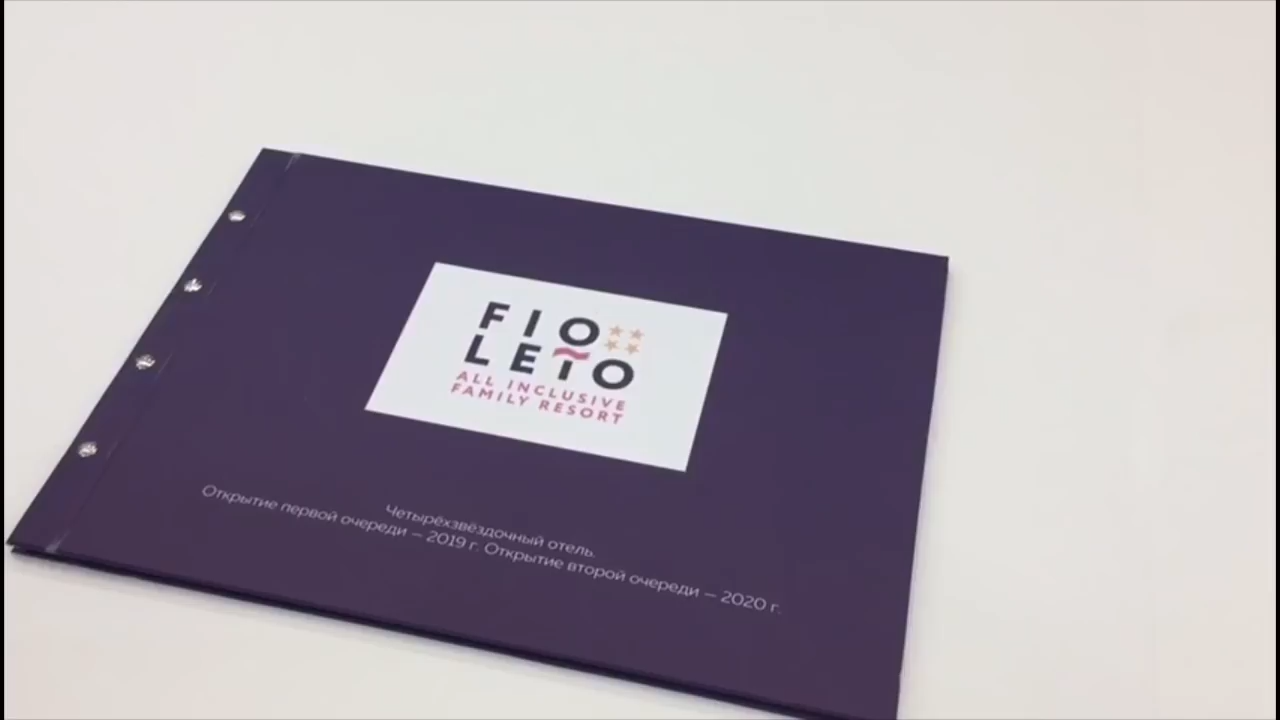 FIO
LETO
ALL INCLUSIVE
FAMILY RESORT
Четырёхзвёздочный отель.
Открытие первой очереди — 2019 г. Открытие второй очереди — 2020 г.